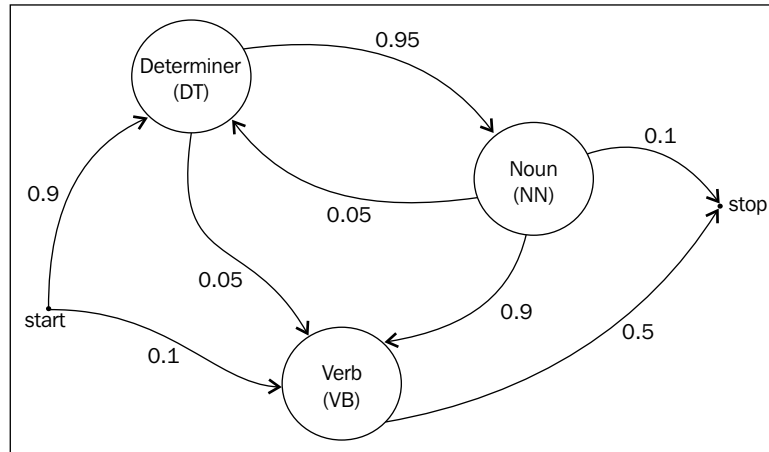 0.95
Determiner
(DT)
0.1
Noun
(NN)
0.9
0.05
stop
0.05
start
0.9
0.1
0.5
Verb
(VB)